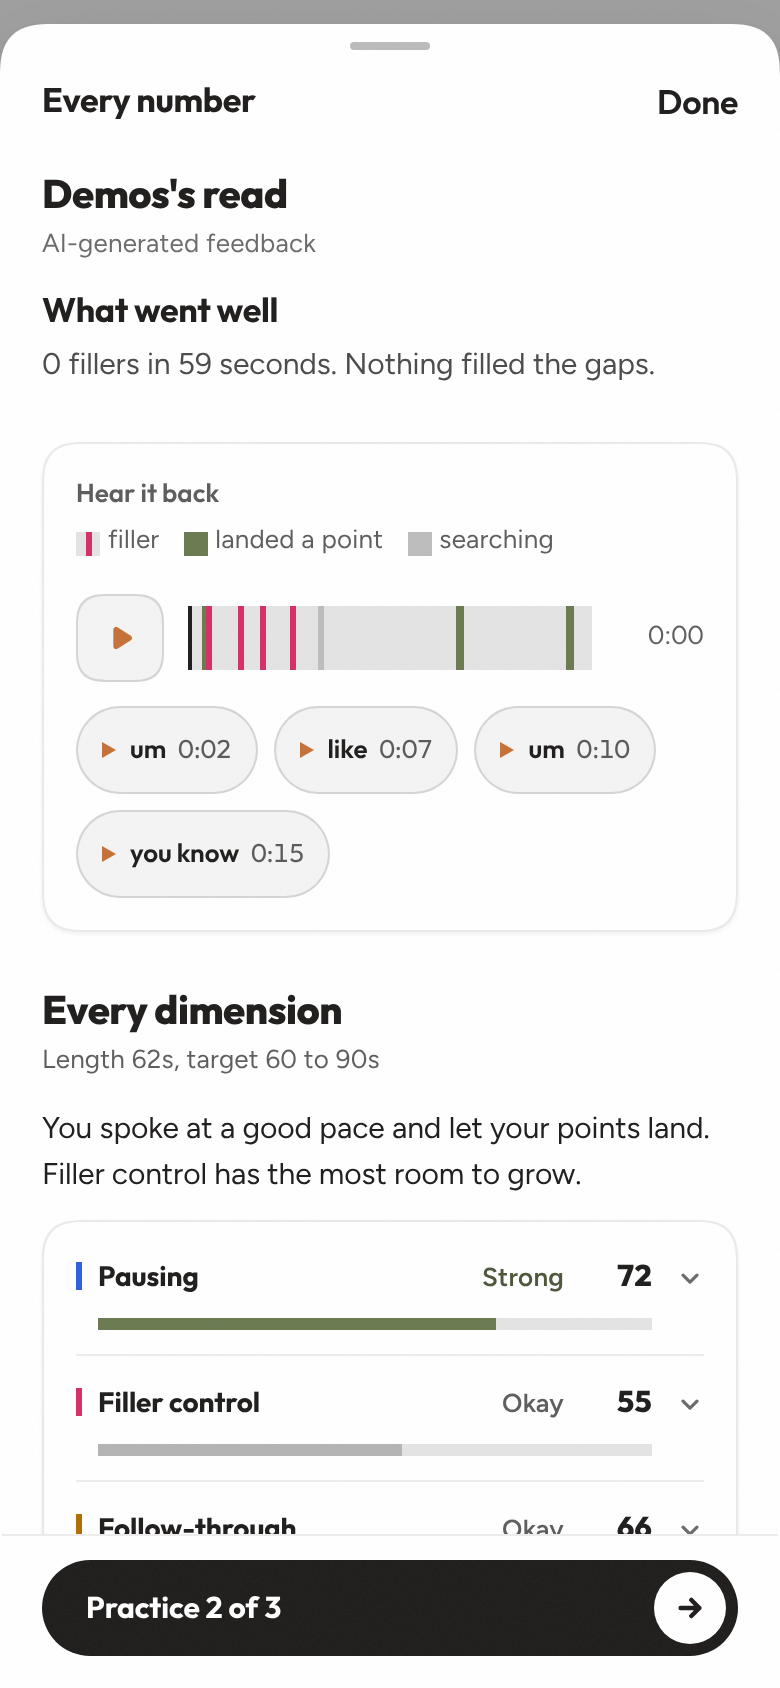 Every number
Done
Demos's read
AI-generated feedback
What went well
0 fillers in 59 seconds. Nothing filled the gaps.
Hear it back
filler landed a point searching
0:00
um 0:02 like 0:07 um 0:10
you know 0:15
Every dimension
Length 62s, target 60 to 90s
You spoke at a good pace and let your points land.
Filler control has the most room to grow.
Pausing Strong 72
Filler control Okay 55
Follow-through Okay 66
Practice 2 of 3